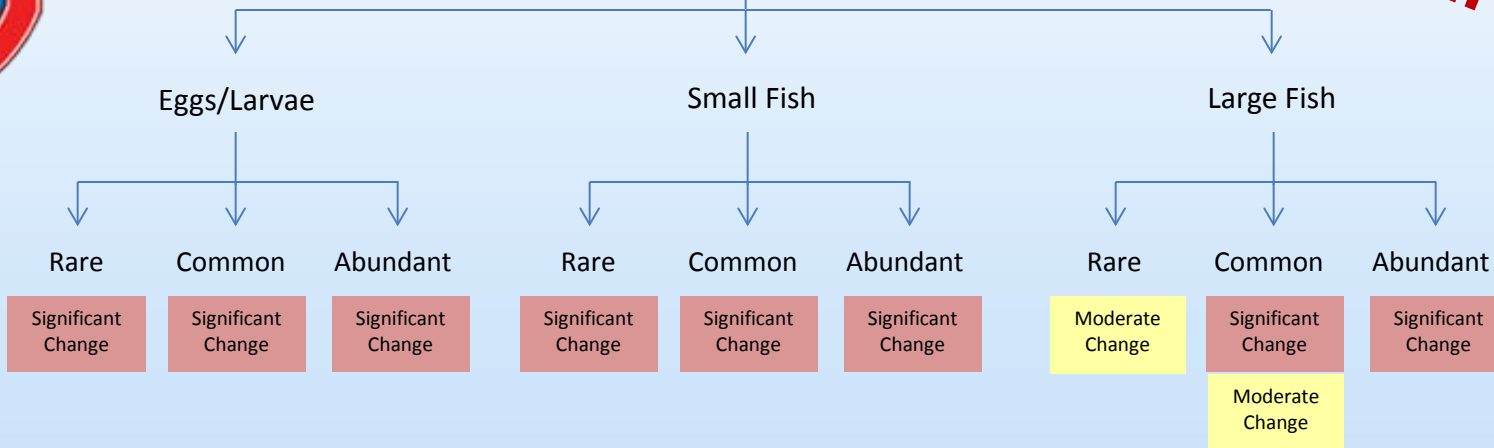 Eggs/Larvae
Small Fish
Large Fish
Rare
Common
Abundant
Rare
Common
Abundant
Rare
Common
Abundant
Significant
Change
Significant
Change
Significant
Change
Significant
Change
Significant
Change
Significant
Change
Moderate
Change
Significant
Change
Significant
Change
Moderate
Change